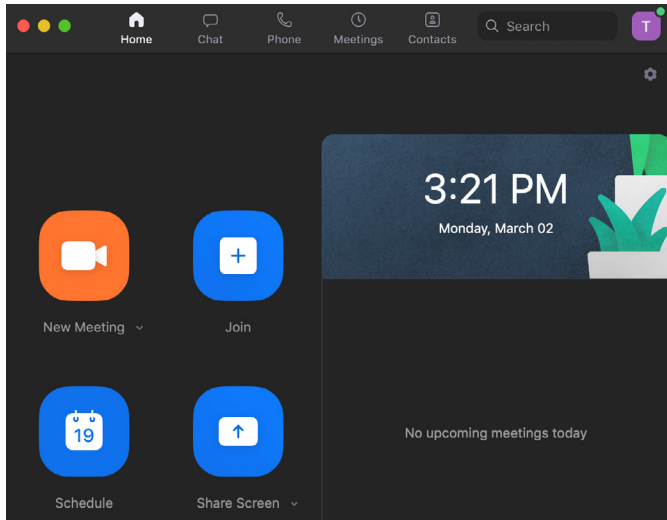 Home
Chat
Phone
Meetings
Contacts
Search
T
3:21 PM
Monday, March 02
New Meeting
Join
19
Schedule
Share Screen
No upcoming meetings today